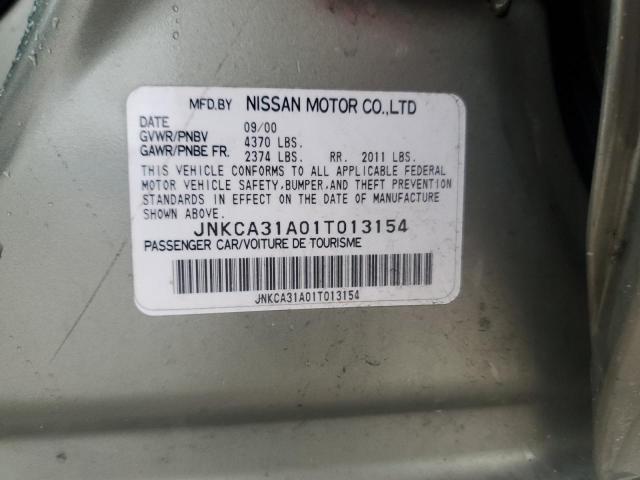 MFD.BY NISSAN MOTOR CO.,LTD
DATE 09/00
GVWR/PNBV 4370 LBS.
GAWR/PNBE FR. 2374 LBS. RR. 2011 LBS.
THIS VEHICLE CONFORMS TO ALL APPLICABLE FEDERAL
MOTOR VEHICLE SAFETY,BUMPER,AND THEFT PREVENTION
STANDARDS IN EFFECT ON THE DATE OF MANUFACTURE
SHOWN ABOVE.
JNKCA31A01T013154
PASSENGER CAR/VOITURE DE TOURISME
JNKCA31A01T013154